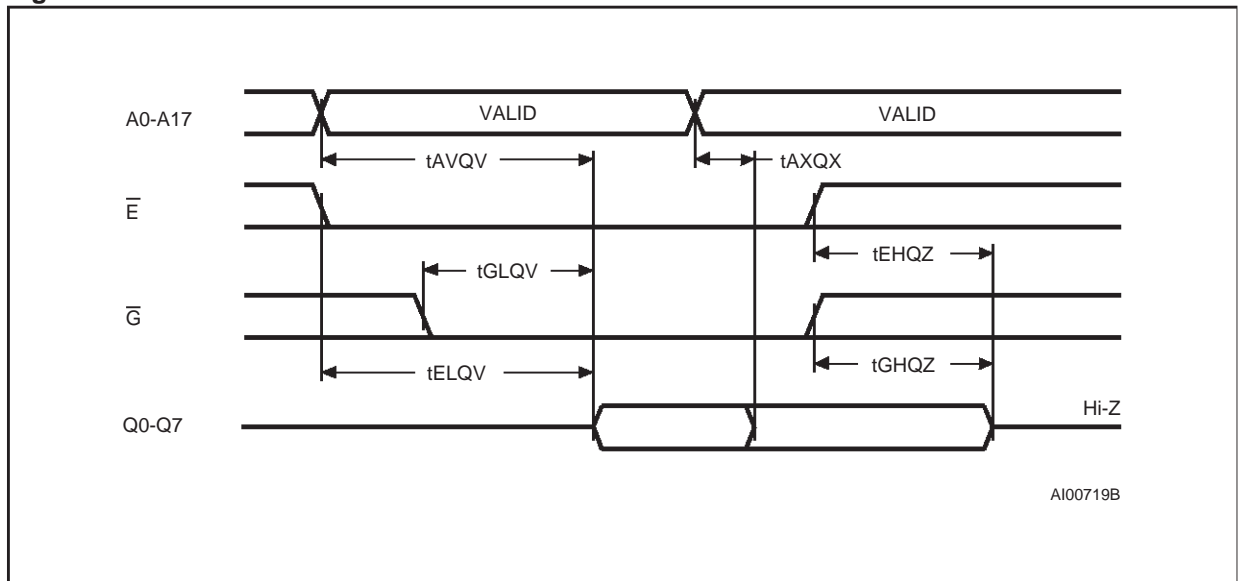 A0-A17
VALID
VALID
tAVQV
tAXQX
E̅
tEHQZ
tGLQV
G̅
tGHQZ
tELQV
Q0-Q7
Hi-Z
AI00719B